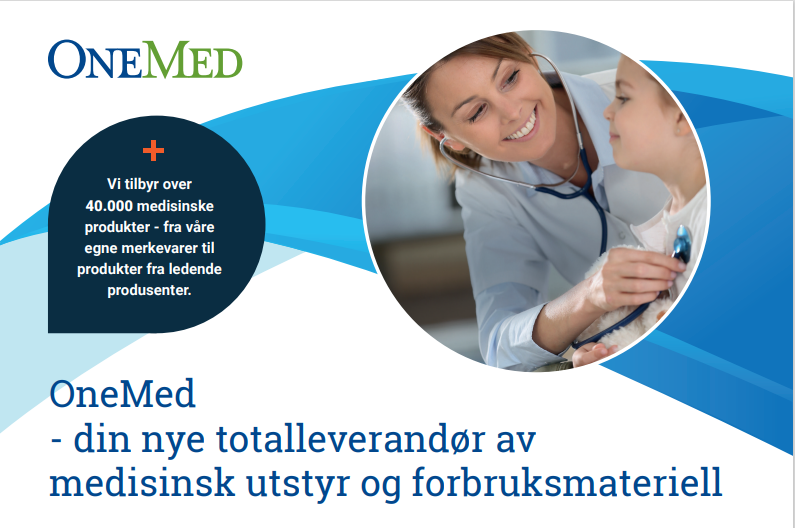 ONEMED
Vi tilbyr over
40.000 medisinske
produkter - fra våre
egne merkevarer til
produkter fra ledende
produsenter.
OneMed
- din nye totalleverandør av
medisinsk utstyr og forbruksmateriell